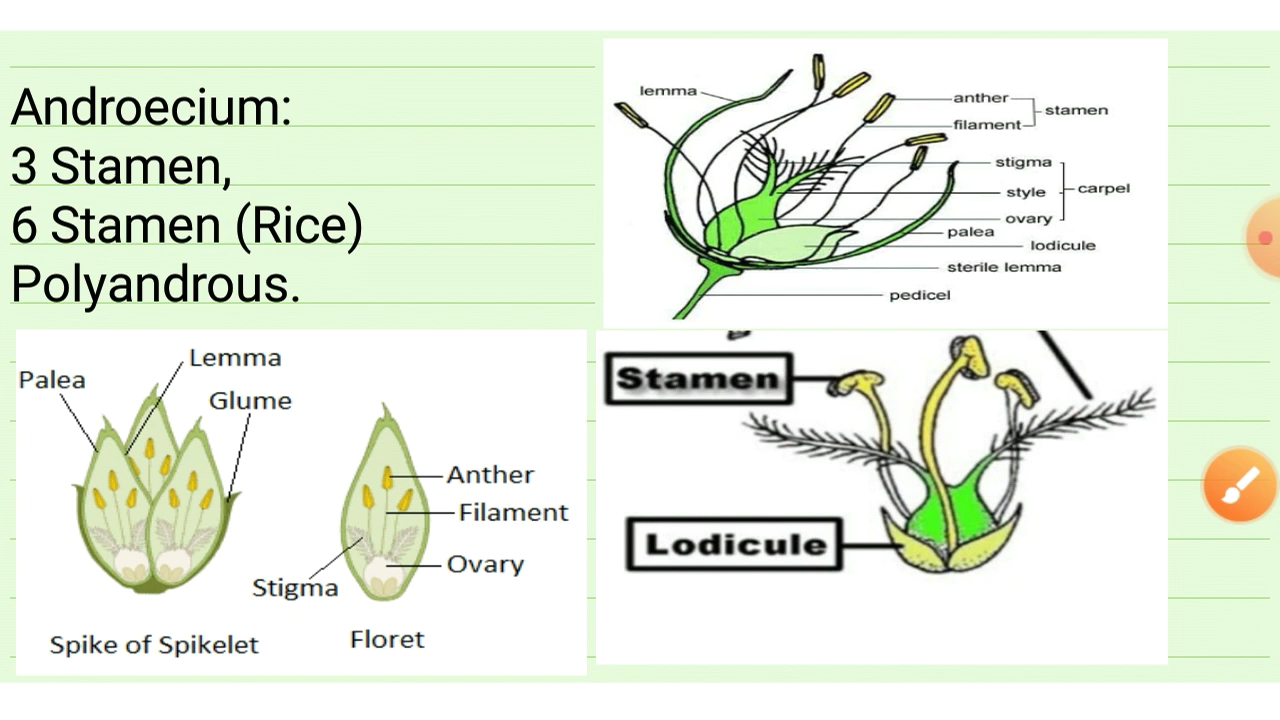 Androecium:
3 Stamen,
6 Stamen (Rice)
Polyandrous.
lemma
anther
stamen
filament
stigma
style
carpel
ovary
palea
lodicule
sterile lemma
pedicel
Lemma
Palea
Glume
Anther
Filament
Ovary
Stigma
Spike of Spikelet
Floret
Stamen
Lodicule